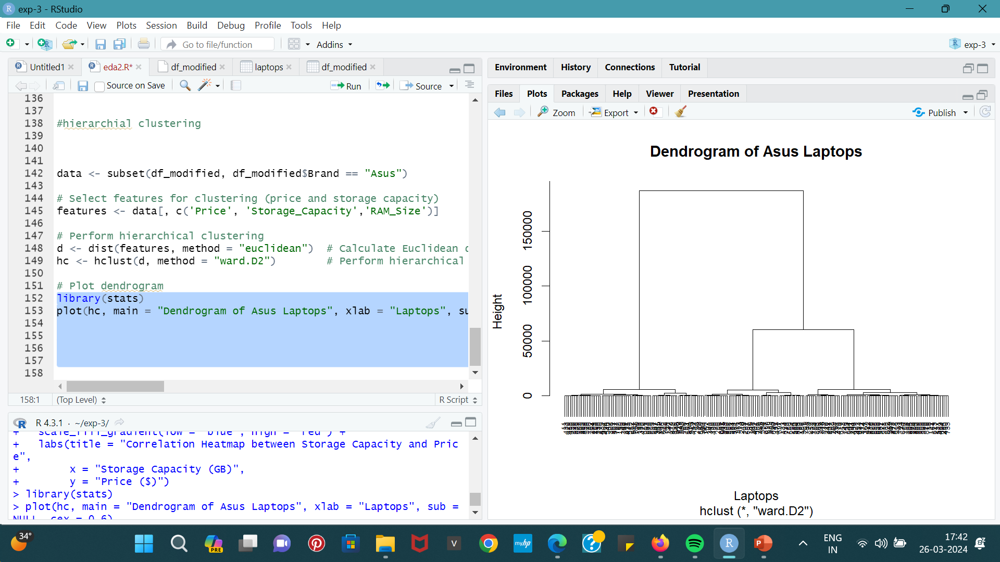 exp-3 - RStudio
File Edit Code View Plots Session Build Debug Profile Tools Help
Go to file/function
Addins
exp-3
Untitled1
eda2.R*
df_modified
laptops
df_modified
Source on Save
Run
Source
136
137
138 #hierarchial clustering
139
140
141
142 data <- subset(df_modified, df_modified$Brand == "Asus")
143
144 # Select features for clustering (price and storage capacity)
145 features <- data[, c('Price', 'Storage_Capacity','RAM_Size')]
146
147 # Perform hierarchical clustering
148 d <- dist(features, method = "euclidean")  # Calculate Euclidean
149 hc <- hclust(d, method = "ward.D2")        # Perform hierarchical
150
151 # Plot dendrogram
152 library(stats)
153 plot(hc, main = "Dendrogram of Asus Laptops", xlab = "Laptops", su
154
155
156
157
158
158:1 (Top Level) R Script
R 4.3.1 · ~/exp-3/
+   scale_fill_gradient(low = "blue", high = "red") +
+   labs(title = "Correlation Heatmap between Storage Capacity and Pric
e",
+        x = "Storage Capacity (GB)",
+        y = "Price ($)")
> library(stats)
> plot(hc, main = "Dendrogram of Asus Laptops", xlab = "Laptops", sub =
NULL, cex = 0.6)
Environment History Connections Tutorial
Files Plots Packages Help Viewer Presentation
Zoom Export Publish
Dendrogram of Asus Laptops
Height
0 50000 100000 150000
Laptops
hclust (*, "ward.D2")
34°
PRE
V
myhp
R
P
ENG
IN
17:42
26-03-2024